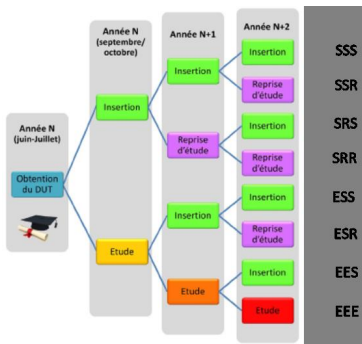 Année N
(juin-Juillet)
Obtention
du DUT
Année N
(septembre/
octobre)
Insertion
Etude
Année N+1
Insertion
Reprise
d'étude
Insertion
Etude
Année N+2
Insertion
Reprise
d'étude
Insertion
Reprise
d'étude
Insertion
Reprise
d'étude
Insertion
Etude
SSS
SSR
SRS
SRR
ESS
ESR
EES
EEE